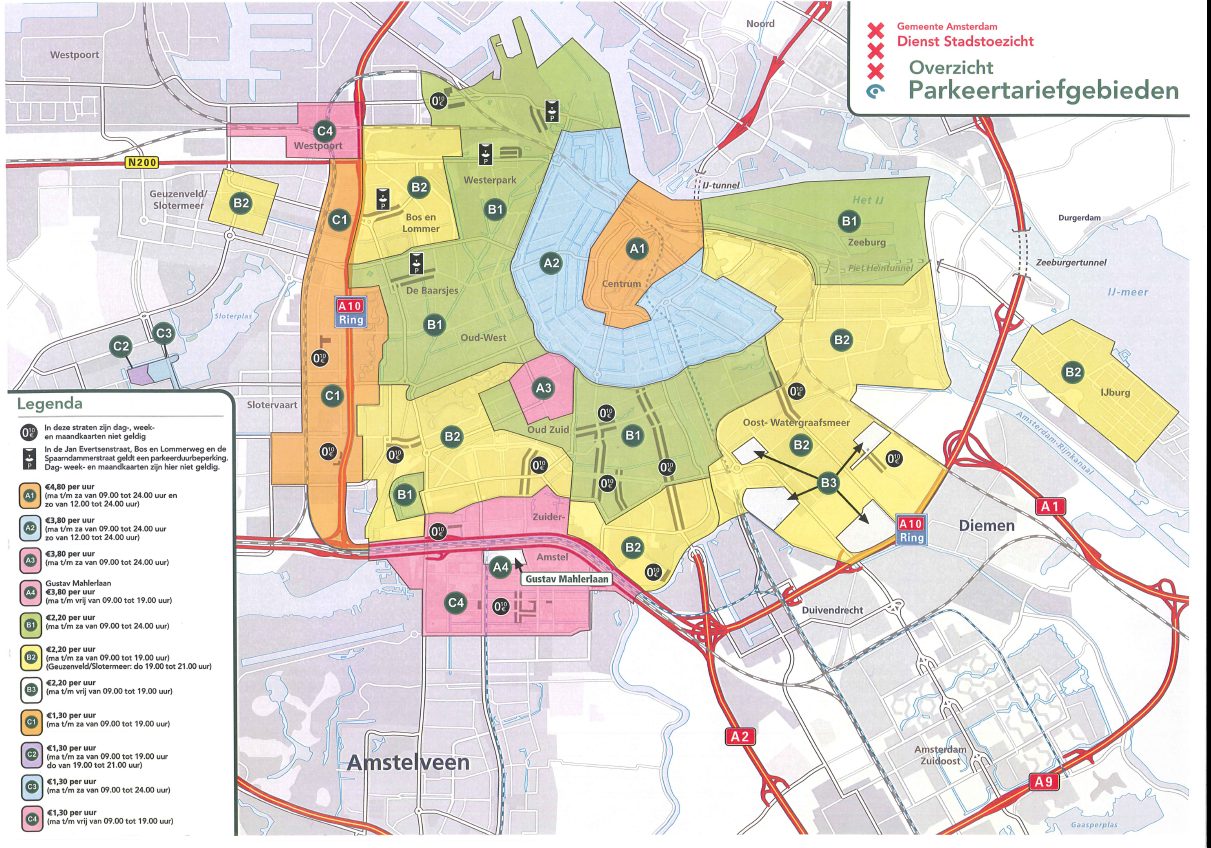 Gemeente Amsterdam
Dienst Stadstoezicht
Overzicht
Parkeertariefgebieden
Westpoort
Noord
C4
Westpoort
N200
Geuzenveld/
Slotermeer
B2
C1
B2
Bos en
Lommer
Westerpark
B1
P
P
P
IJ-tunnel
A2
A1
Centrum
Het IJ
B1
Zeeburg
Piet Heintunnel
Durgerdam
Zeeburgertunnel
IJ-meer
De Baarsjes
A10
Ring
Sloterplas
B1
Oud-West
C2
C3
B2
B2
IJburg
Slotervaart
C1
A3
Oud Zuid
B2
B1
B1
Oost- Watergraafsmeer
B2
B3
Amsterdam-Rijnkanaal
A1
A10
Ring
Diemen
Zuider-
Amstel
A4
Gustav Mahlerlaan
B2
C4
Duivendrecht
A2
Amstelveen
Amsterdam
Zuidoost
A9
Gaasperplas
Legenda
In deze straten zijn dag-, week-
en maandkaarten niet geldig
In de Jan Evertsenstraat, Bos en Lommerweg en de
Spaarndammerstraat geldt een parkeerduurbeperking.
Dag- week- en maandkaarten zijn hier niet geldig.
A1
€4,80 per uur
(ma t/m za van 09.00 tot 24.00 uur en
zo van 12.00 tot 24.00 uur)
A2
€3,80 per uur
(ma t/m za van 09.00 tot 24.00 uur
zo van 12.00 tot 24.00 uur)
A3
€3,80 per uur
(ma t/m za van 09.00 tot 24.00 uur)
A4
Gustav Mahlerlaan
€3,80 per uur
(ma t/m vrij van 09.00 tot 19.00 uur)
B1
€2,20 per uur
(ma t/m za van 09.00 tot 24.00 uur)
B2
€2,20 per uur
(ma t/m za van 09.00 tot 19.00 uur)
(Geuzenveld/Slotermeer: do 19.00 tot 21.00 uur)
B3
€2,20 per uur
(ma t/m vrij van 09.00 tot 19.00 uur)
C1
€1,30 per uur
(ma t/m za van 09.00 tot 19.00 uur)
C2
€1,30 per uur
(ma t/m za van 09.00 tot 19.00 uur
do van 19.00 tot 21.00 uur)
C3
€1,30 per uur
(ma t/m za van 09.00 tot 24.00 uur)
C4
€1,30 per uur
(ma t/m vrij van 09.00 tot 19.00 uur)